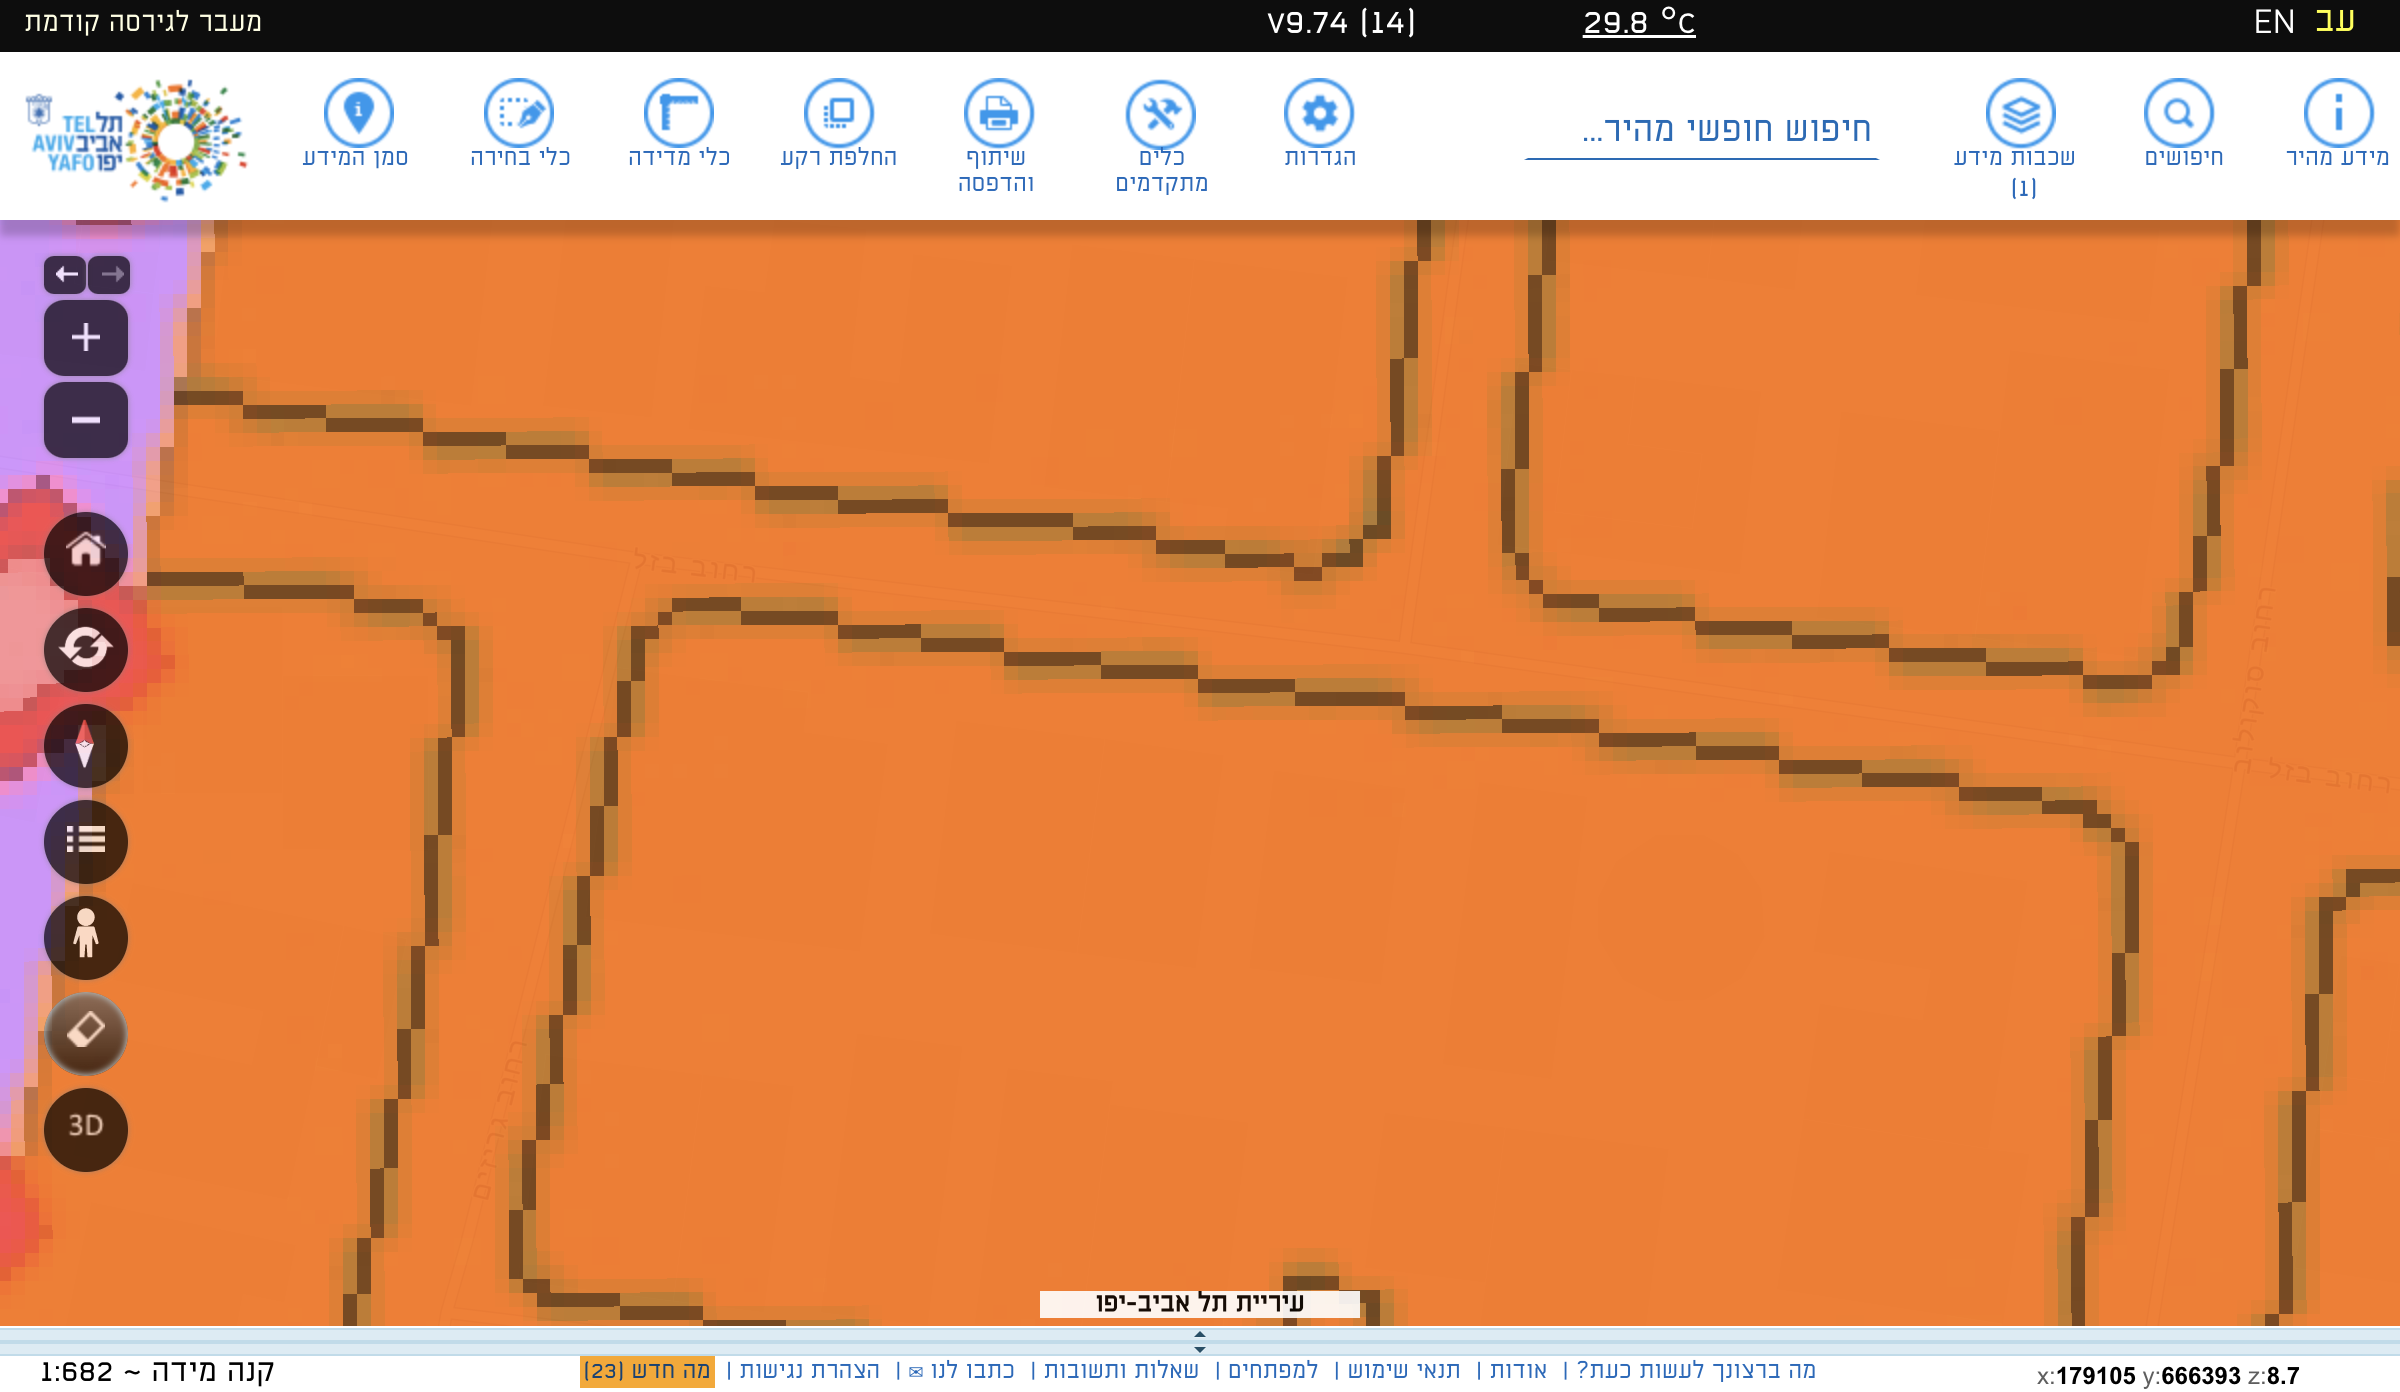 עב EN
29.8 °C
V9.74 (14)
מעבר לגירסה קודמת
מידע מהיר
חיפושים
שכבות מידע
(1)
חיפוש חופשי מהיר...
הגדרות
כלים
מתקדמים
שיתוף
והדפסה
החלפת רקע
כלי מדידה
כלי בחירה
סמן המידע
תל TEL
אביב AVIV
יפו YAFO
רחוב בזל
רחוב סוקולוב
רחוב בזל
רחוב גריזים
3D
עיריית תל אביב-יפו
x:179105 y:666393 z:8.7
מה ברצונך לעשות כעת? | אודות | תנאי שימוש | למפתחים | שאלות ותשובות | כתבו לנו ✉ | הצהרת נגישות | מה חדש (23)
קנה מידה ~ 1:682